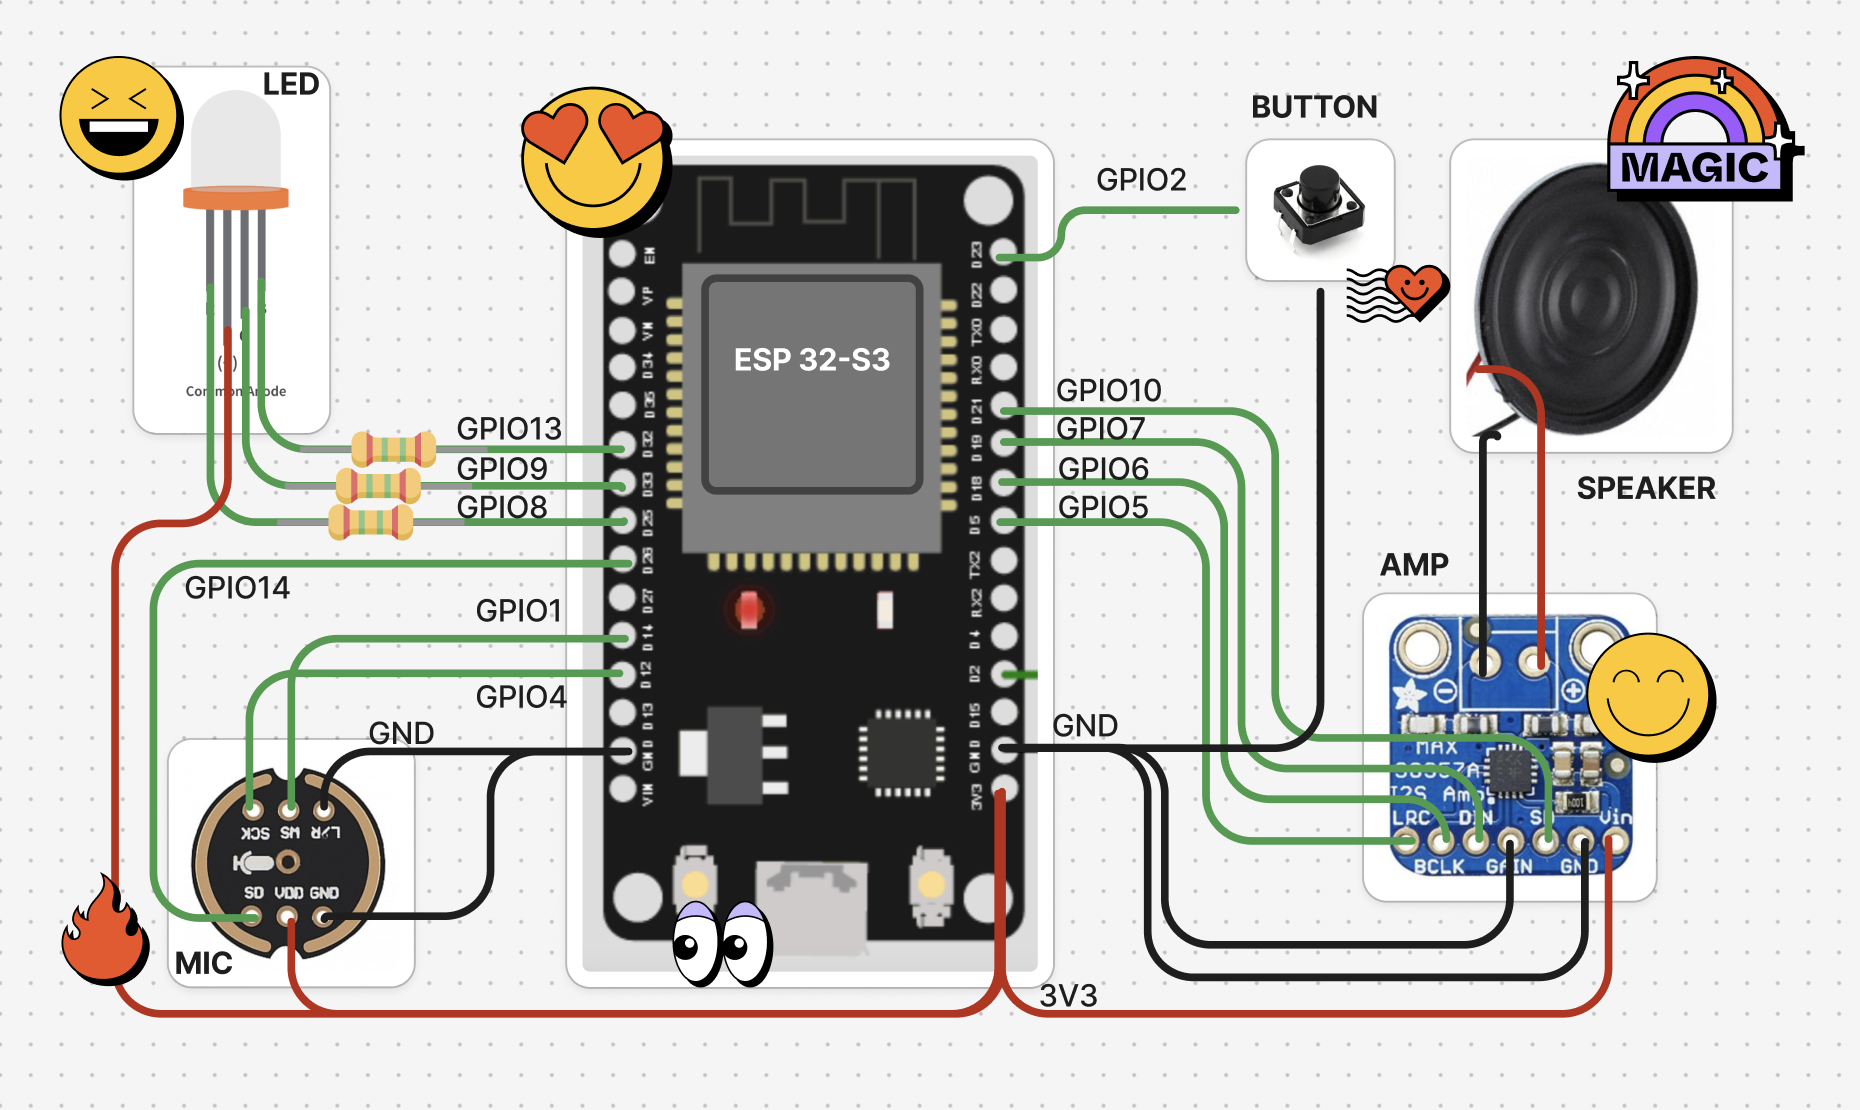 LED
Common Anode
GPIO13
GPIO9
GPIO8
GPIO14
GPIO1
GPIO4
GND
SCK
WS
L/R
SD
VDD
GND
MIC
ESP 32-S3
EN
VP
VN
D34
D35
D32
D33
D25
D26
D27
D14
D12
D13
GND
VIN
D23
D22
TX0
RX0
D21
D19
D18
D5
TX2
RX2
D4
D2
D15
GND
3V3
GPIO2
BUTTON
MAGIC
GPIO10
GPIO7
GPIO6
GPIO5
GND
3V3
SPEAKER
AMP
MAX
I2S Amp
LRC
DIN
SD
Vin
BCLK
GAIN
GND